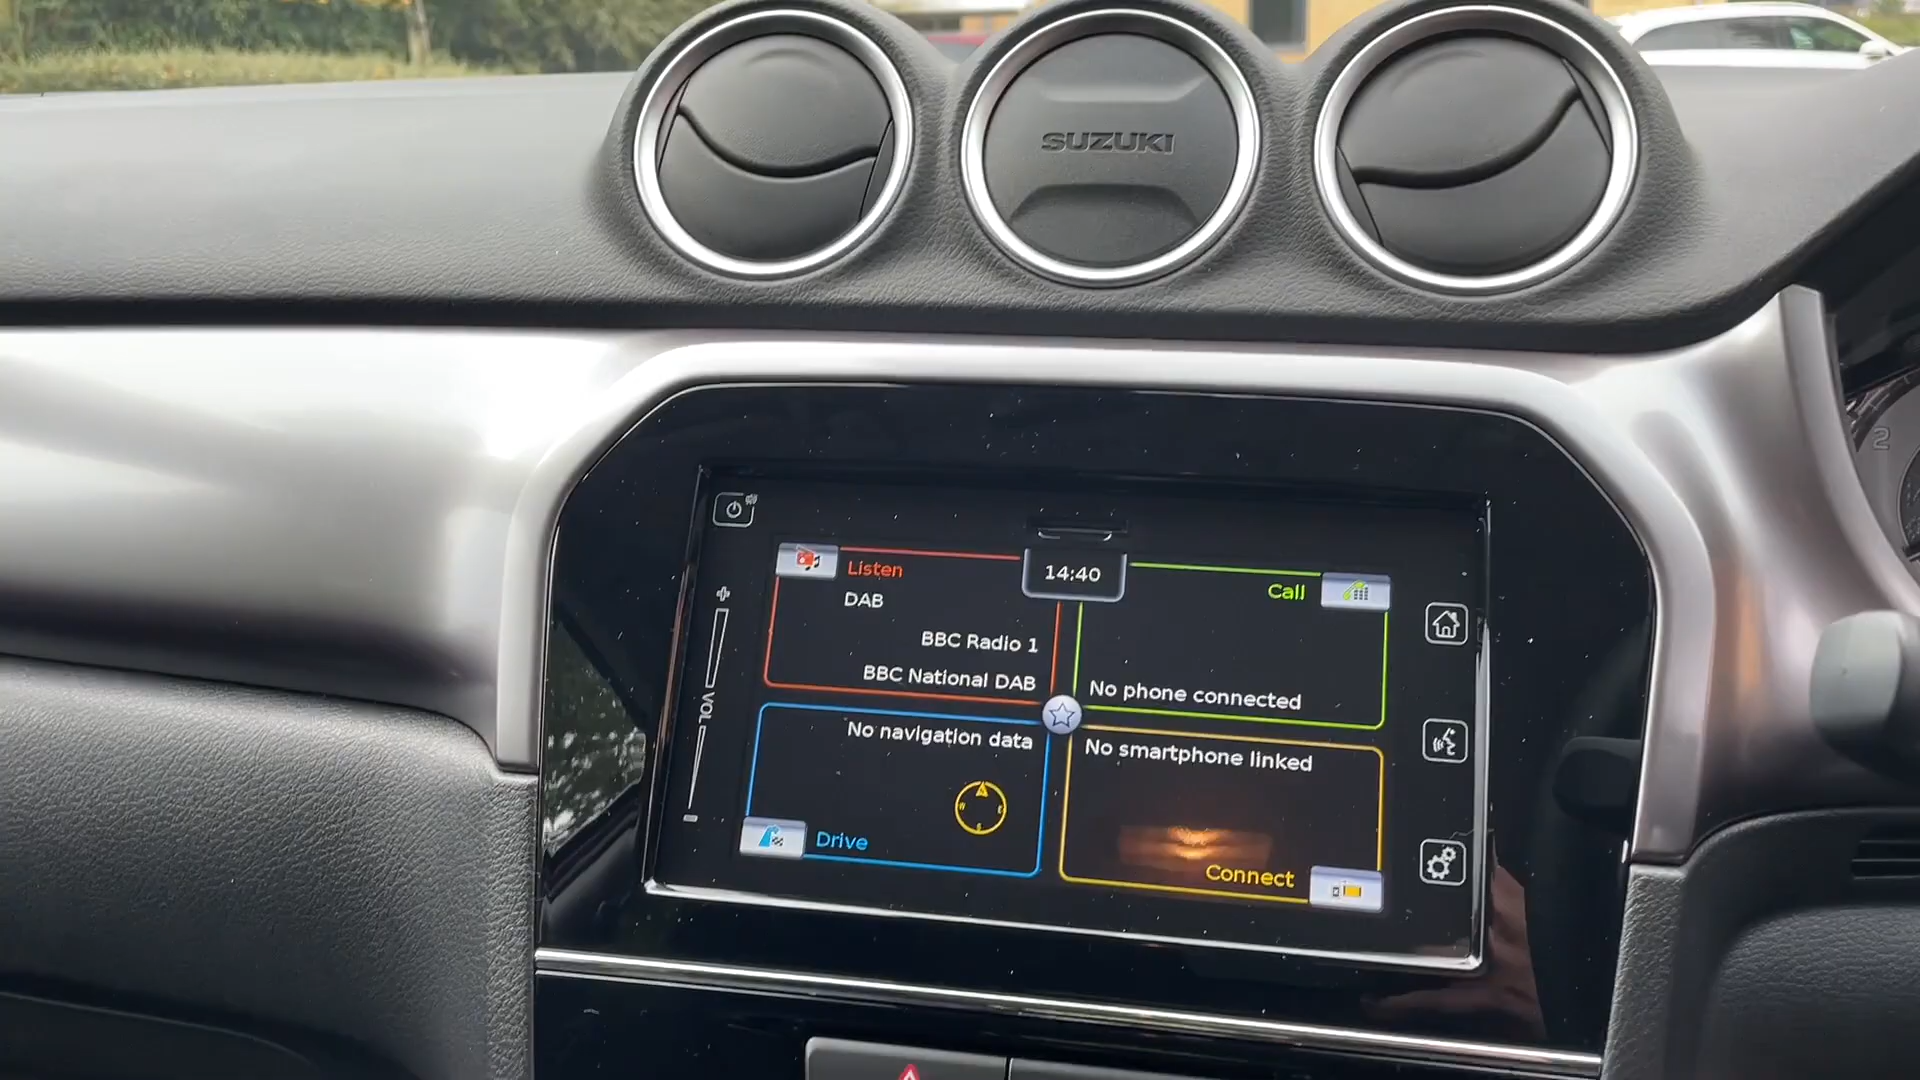 SUZUKI
14:40
Listen
DAB
BBC Radio 1
BBC National DAB
Call
No phone connected
VOL
No navigation data
Drive
No smartphone linked
Connect
2